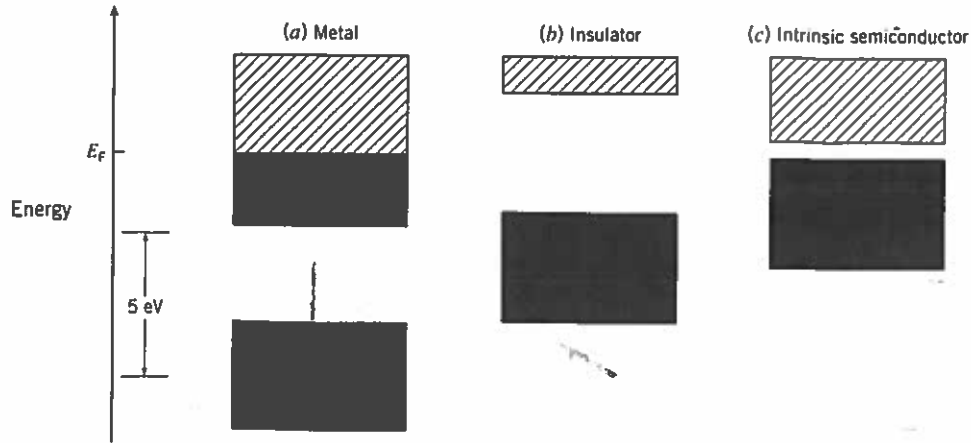 (a) Metal
(b) Insulator
(c) Intrinsic semiconductor
E_F
Energy
5 eV